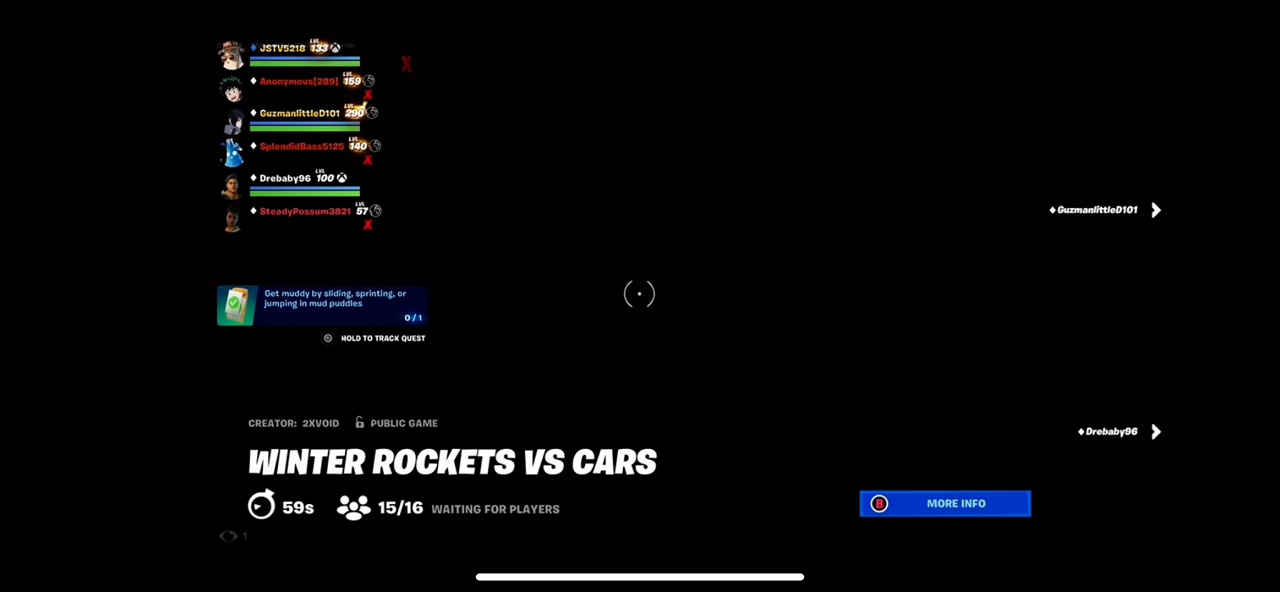 JSTV5218 LVL 133
X
Anonymous[289] LVL 159
X
GuzmanlittleD101 LVL 290
SplendidBass5125 LVL 140
X
Drebaby96 LVL 100
SteadyPossum3821 LVL 57
X
GuzmanlittleD101
Get muddy by sliding, sprinting, or
jumping in mud puddles
0 / 1
HOLD TO TRACK QUEST
CREATOR: 2XVOID PUBLIC GAME
Drebaby96
WINTER ROCKETS VS CARS
59s 15/16 WAITING FOR PLAYERS
B MORE INFO
1